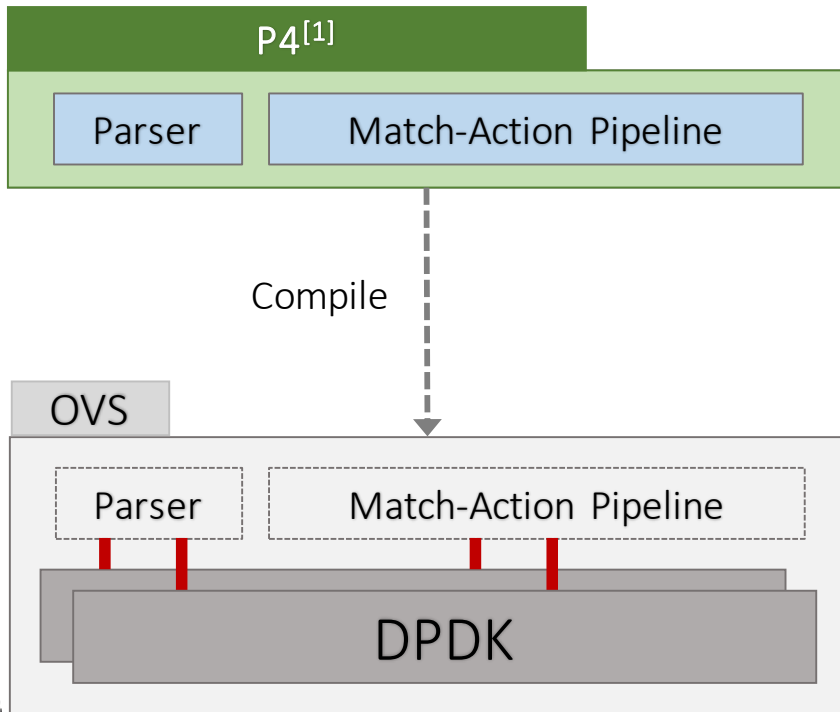 P4[1]
Parser
Match-Action Pipeline
Compile
OVS
Parser
Match-Action Pipeline
DPDK